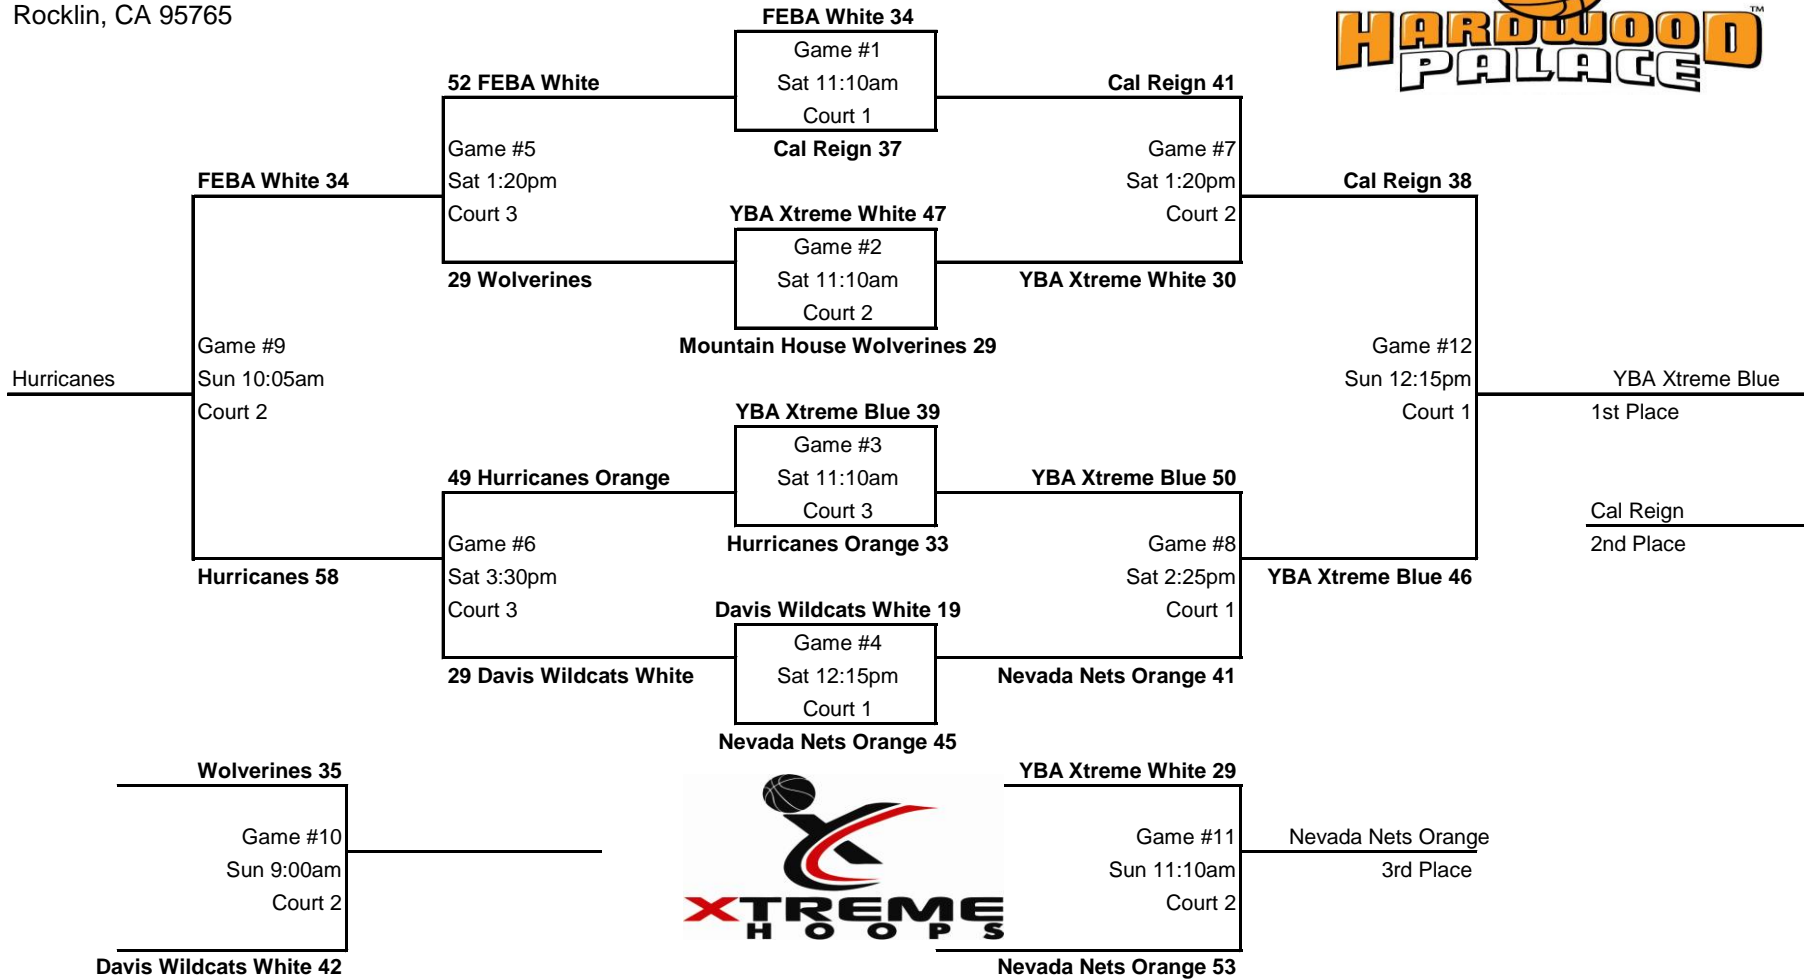 Rocklin, CA 95765
HARDWOOD
PALACE
TM
FEBA White 34
Game #1
Sat 11:10am
Court 1
Cal Reign 37
52 FEBA White
Cal Reign 41
Game #5
Sat 1:20pm
Court 3
Game #7
Sat 1:20pm
Court 2
FEBA White 34
Cal Reign 38
YBA Xtreme White 47
Game #2
Sat 11:10am
Court 2
Mountain House Wolverines 29
29 Wolverines
YBA Xtreme White 30
Game #9
Sun 10:05am
Court 2
Hurricanes
Game #12
Sun 12:15pm
Court 1
YBA Xtreme Blue
1st Place
YBA Xtreme Blue 39
Game #3
Sat 11:10am
Court 3
Hurricanes Orange 33
49 Hurricanes Orange
YBA Xtreme Blue 50
Cal Reign
2nd Place
Game #6
Sat 3:30pm
Court 3
Game #8
Sat 2:25pm
Court 1
Hurricanes 58
YBA Xtreme Blue 46
Davis Wildcats White 19
Game #4
Sat 12:15pm
Court 1
Nevada Nets Orange 45
29 Davis Wildcats White
Nevada Nets Orange 41
Wolverines 35
Game #10
Sun 9:00am
Court 2
Davis Wildcats White 42
XTREME
HOOPS
YBA Xtreme White 29
Game #11
Sun 11:10am
Court 2
Nevada Nets Orange 53
Nevada Nets Orange
3rd Place